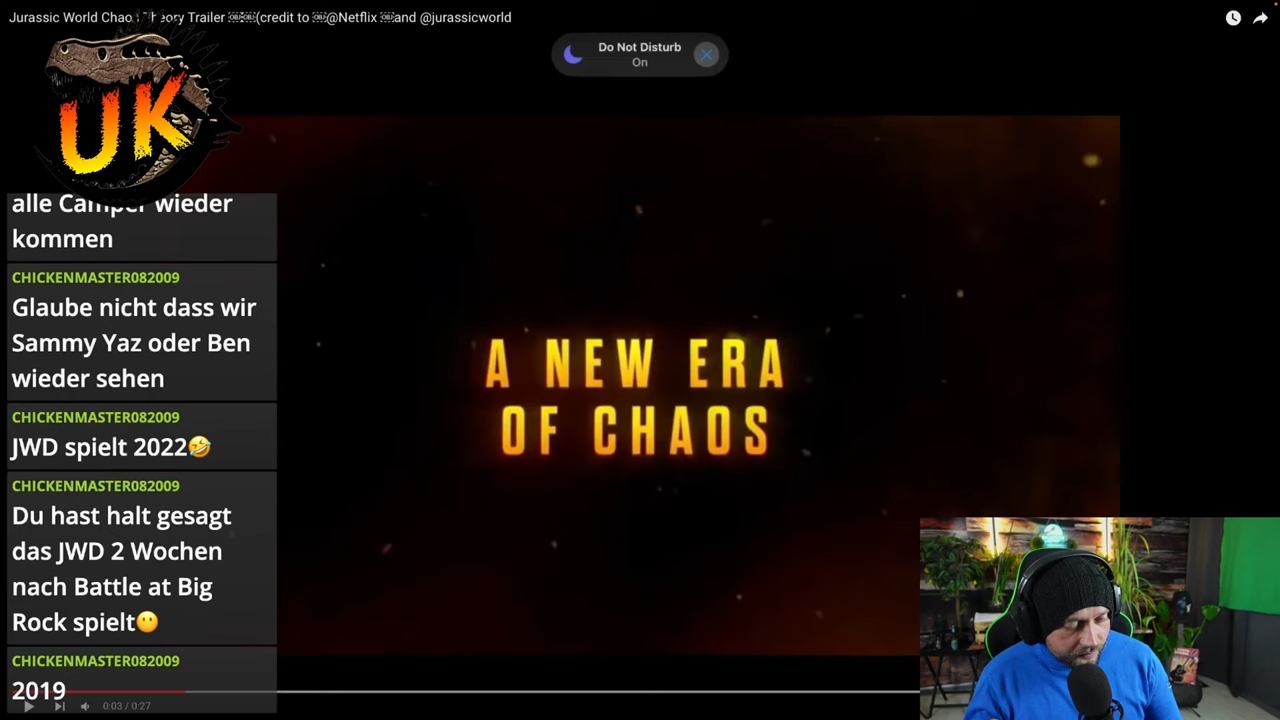 Jurassic World Chaos Theory Trailer (credit to @Netflix and @jurassicworld
Do Not Disturb
On
UK
alle Camper wieder
kommen
CHICKENMASTER082009
Glaube nicht dass wir
Sammy Yaz oder Ben
wieder sehen
CHICKENMASTER082009
JWD spielt 2022🤣
CHICKENMASTER082009
Du hast halt gesagt
das JWD 2 Wochen
nach Battle at Big
Rock spielt😶
CHICKENMASTER082009
2019
A NEW ERA
OF CHAOS
0:03 / 0:27